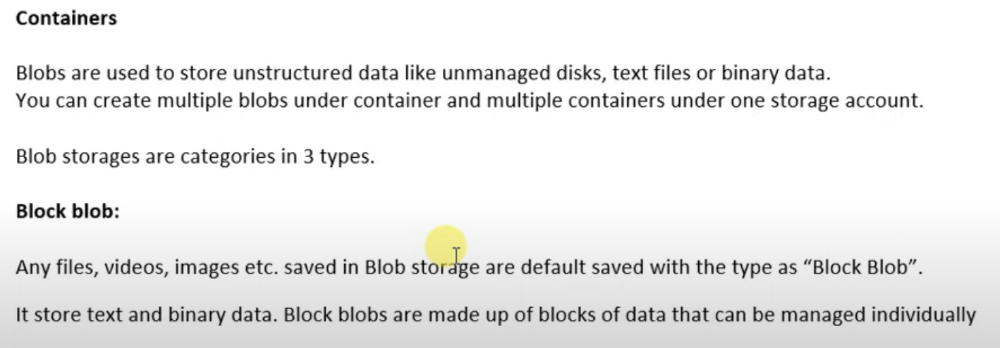 Containers
Blobs are used to store unstructured data like unmanaged disks, text files or binary data.
You can create multiple blobs under container and multiple containers under one storage account.
Blob storages are categories in 3 types.
Block blob:
Any files, videos, images etc. saved in Blob storage are default saved with the type as “Block Blob”.
It store text and binary data. Block blobs are made up of blocks of data that can be managed individually